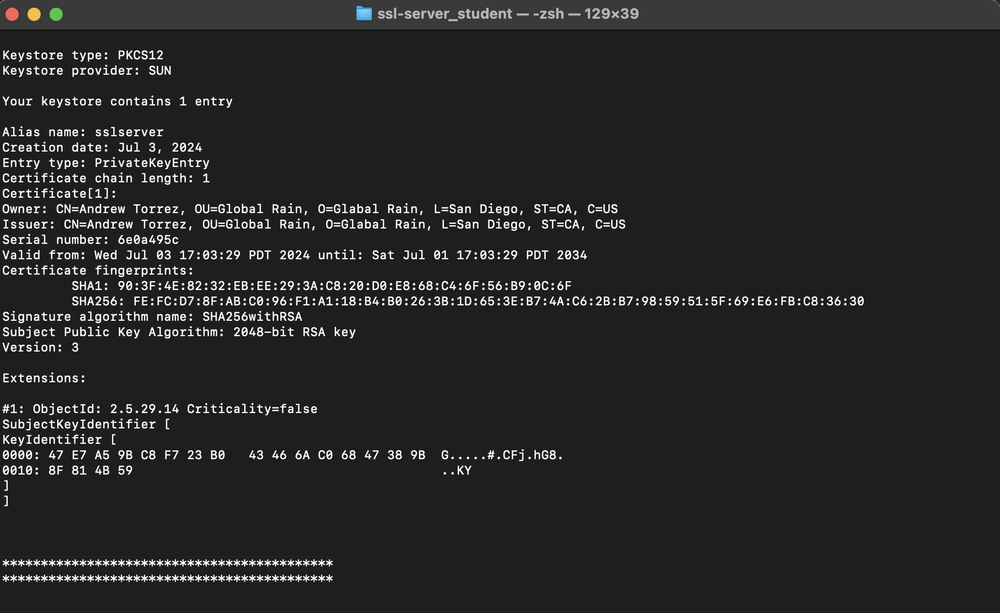 ssl-server_student — -zsh — 129×39
Keystore type: PKCS12
Keystore provider: SUN
Your keystore contains 1 entry
Alias name: sslserver
Creation date: Jul 3, 2024
Entry type: PrivateKeyEntry
Certificate chain length: 1
Certificate[1]:
Owner: CN=Andrew Torrez, OU=Global Rain, O=Glabal Rain, L=San Diego, ST=CA, C=US
Issuer: CN=Andrew Torrez, OU=Global Rain, O=Glabal Rain, L=San Diego, ST=CA, C=US
Serial number: 6e0a495c
Valid from: Wed Jul 03 17:03:29 PDT 2024 until: Sat Jul 01 17:03:29 PDT 2034
Certificate fingerprints:
SHA1: 90:3F:4E:82:32:EB:EE:29:3A:C8:20:D0:E8:68:C4:6F:56:B9:0C:6F
SHA256: FE:FC:D7:8F:AB:C0:96:F1:A1:18:B4:B0:26:3B:1D:65:3E:B7:4A:C6:2B:B7:98:59:51:5F:69:E6:FB:C8:36:30
Signature algorithm name: SHA256withRSA
Subject Public Key Algorithm: 2048-bit RSA key
Version: 3
Extensions:
#1: ObjectId: 2.5.29.14 Criticality=false
SubjectKeyIdentifier [
KeyIdentifier [
0000: 47 E7 A5 9B C8 F7 23 B0   43 46 6A C0 68 47 38 9B  G.....#.CFj.hG8.
0010: 8F 81 4B 59                                        ..KY
]
]
*******************************************
*******************************************